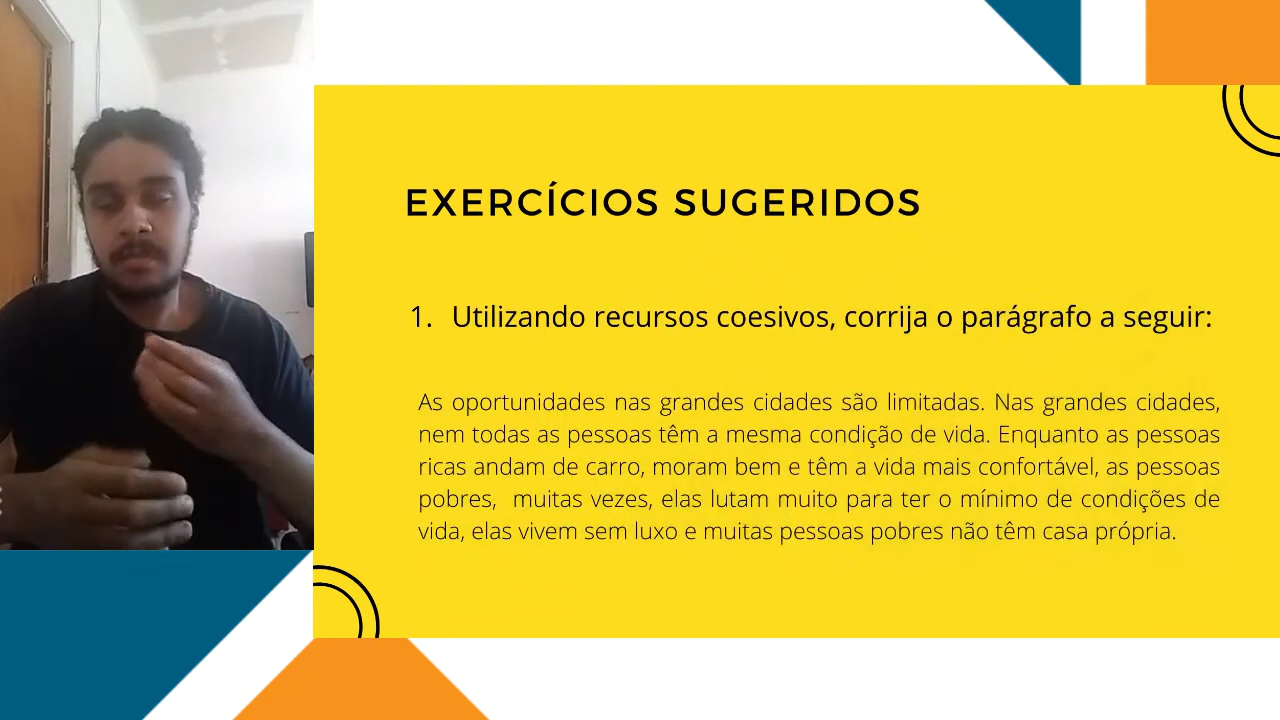 EXERCÍCIOS SUGERIDOS
1. Utilizando recursos coesivos, corrija o parágrafo a seguir:
As oportunidades nas grandes cidades são limitadas. Nas grandes cidades,
nem todas as pessoas têm a mesma condição de vida. Enquanto as pessoas
ricas andam de carro, moram bem e têm a vida mais confortável, as pessoas
pobres, muitas vezes, elas lutam muito para ter o mínimo de condições de
vida, elas vivem sem luxo e muitas pessoas pobres não têm casa própria.